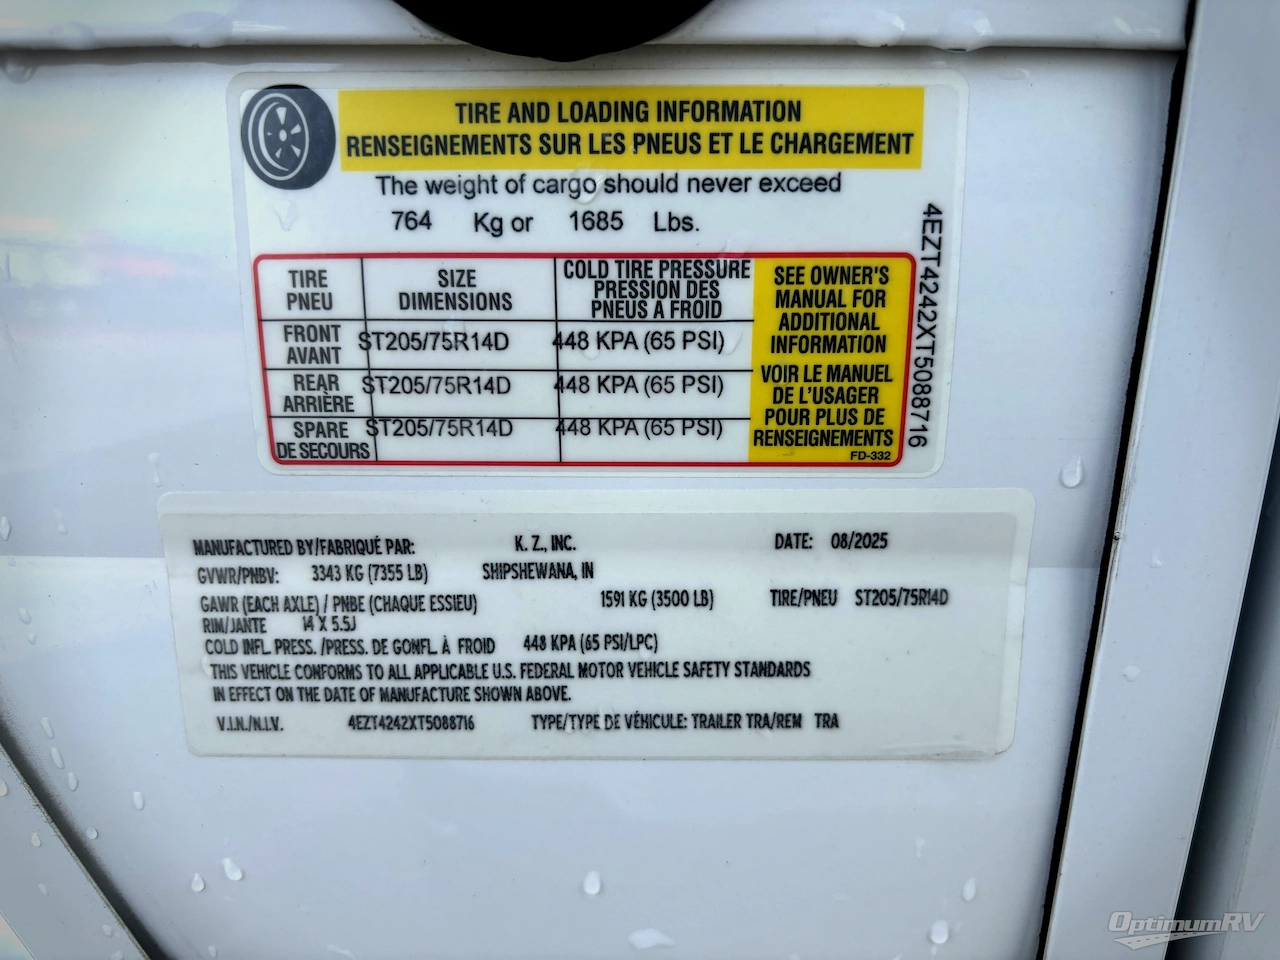 TIRE AND LOADING INFORMATION
RENSEIGNEMENTS SUR LES PNEUS ET LE CHARGEMENT
The weight of cargo should never exceed
764 Kg or 1685 Lbs.
TIRE PNEU
SIZE DIMENSIONS
COLD TIRE PRESSURE PRESSION DES PNEUS A FROID
FRONT AVANT ST205/75R14D 448 KPA (65 PSI)
REAR ARRIÈRE ST205/75R14D 448 KPA (65 PSI)
SPARE DE SECOURS ST205/75R14D 448 KPA (65 PSI)
SEE OWNER'S
MANUAL FOR
ADDITIONAL
INFORMATION
VOIR LE MANUEL
DE L'USAGER
POUR PLUS DE
RENSEIGNEMENTS
FD-332
4EZT4242XT5088716
MANUFACTURED BY/FABRIQUÉ PAR: K. Z., INC. DATE: 08/2025
GVWR/PNBV: 3343 KG (7355 LB) SHIPSHEWANA, IN
GAWR (EACH AXLE) / PNBE (CHAQUE ESSIEU) 1591 KG (3500 LB) TIRE/PNEU ST205/75R14D
RIM/JANTE 14 X 5.5J
COLD INFL. PRESS. /PRESS. DE GONFL. À FROID 448 KPA (65 PSI/LPC)
THIS VEHICLE CONFORMS TO ALL APPLICABLE U.S. FEDERAL MOTOR VEHICLE SAFETY STANDARDS
IN EFFECT ON THE DATE OF MANUFACTURE SHOWN ABOVE.
V.I.N./N.I.V. 4EZT4242XT5088716 TYPE/TYPE DE VÉHICULE: TRAILER TRA/REM TRA
OptimumRV